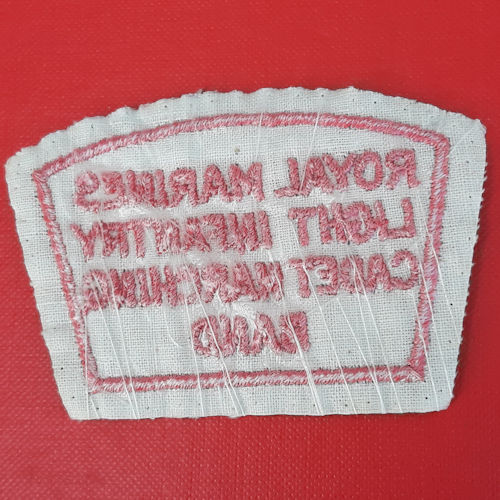 ROYAL MARINES
LIGHT INFANTRY
CADET MARCHING
BAND